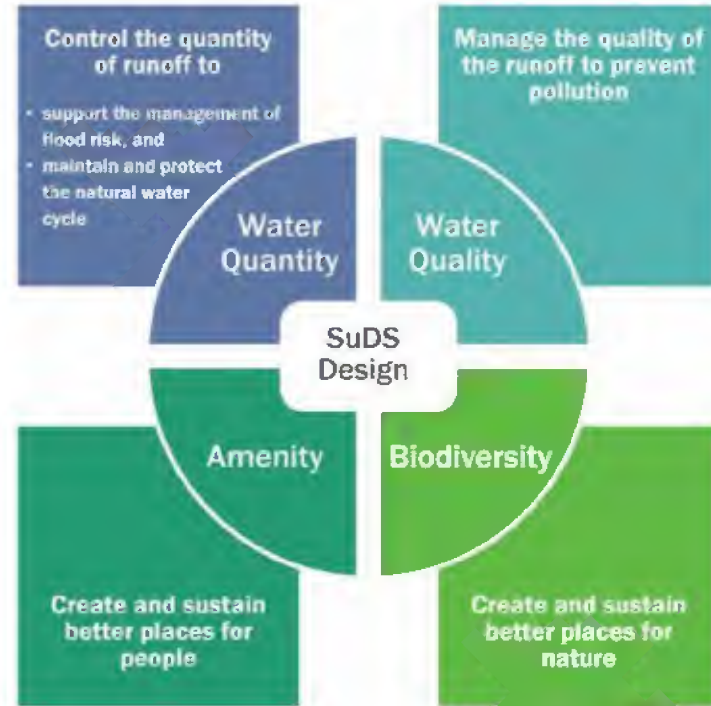 Control the quantity
of runoff to
• support the management of
flood risk, and
• maintain and protect
the natural water
cycle
Manage the quality of
the runoff to prevent
pollution
Water
Quantity
Water
Quality
SuDS
Design
Amenity
Biodiversity
Create and sustain
better places for
people
Create and sustain
better places for
nature